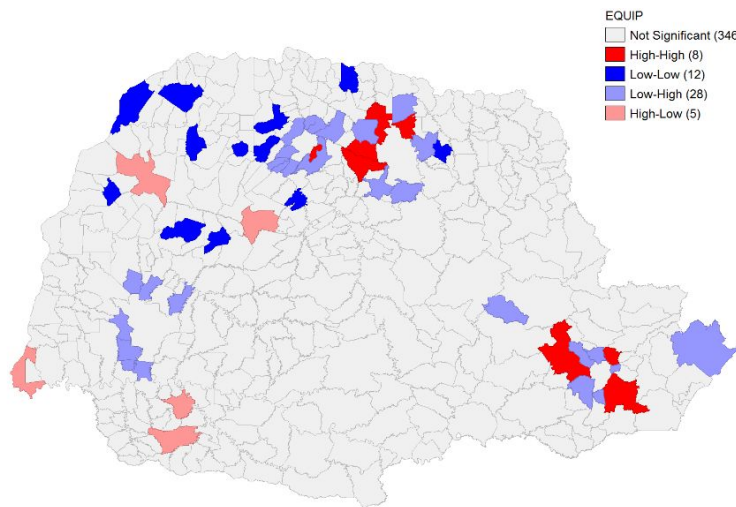 EQUIP
Not Significant (346
High-High (8)
Low-Low (12)
Low-High (28)
High-Low (5)